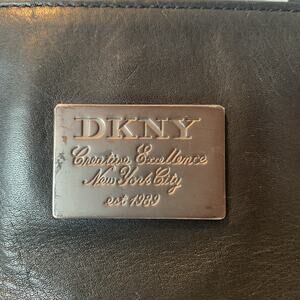 DKNY
Creative Excellence
New York City
est 1989